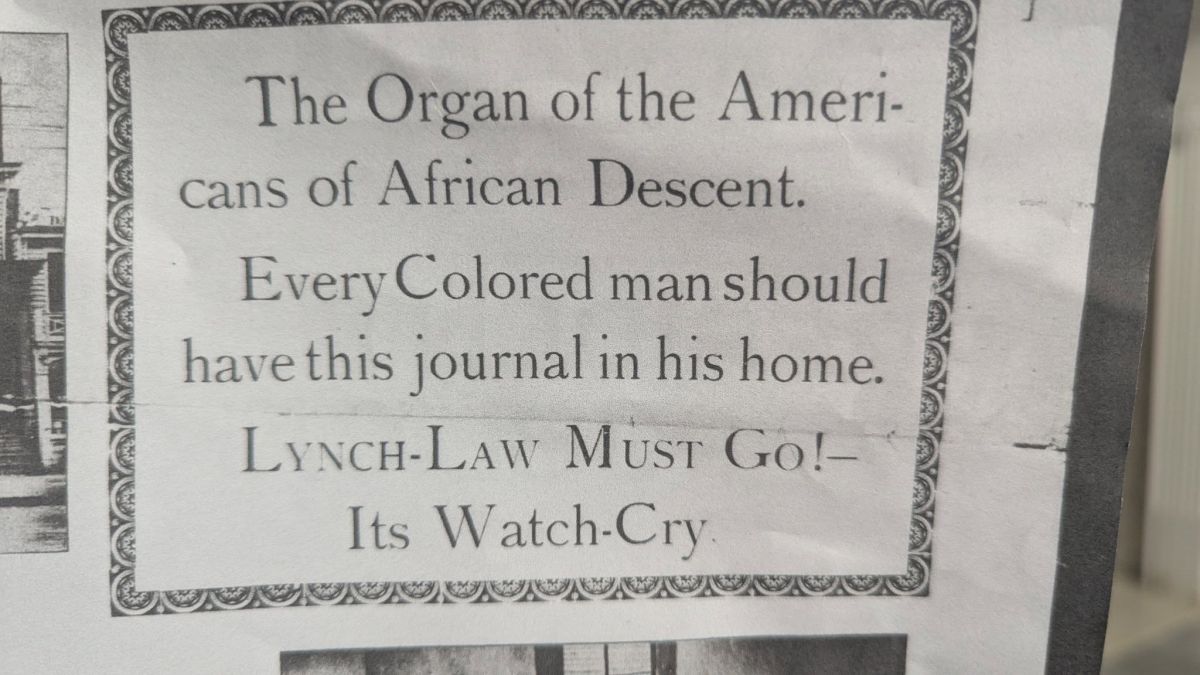 The Organ of the Ameri-
cans of African Descent.
Every Colored man should
have this journal in his home.
LYNCH-LAW MUST GO!–
Its Watch-Cry.